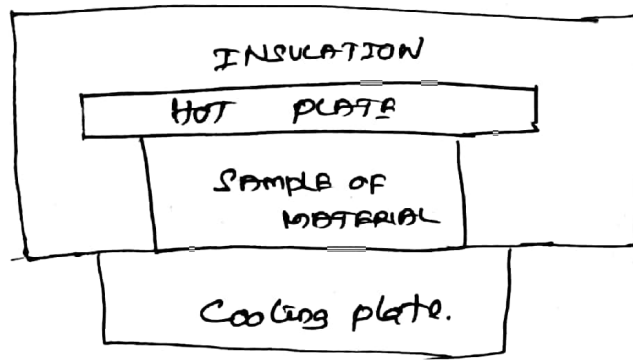 INSULATION
HOT PLATE
SAMPLE OF
MATERIAL
Cooling plate.